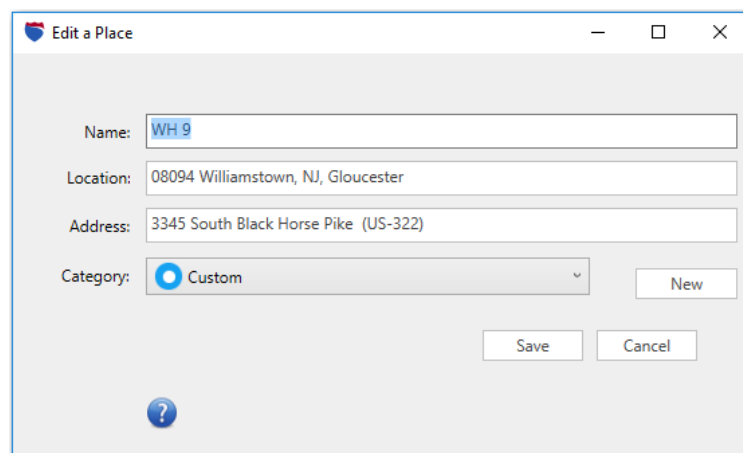 Edit a Place
Name: WH 9
Location: 08094 Williamstown, NJ, Gloucester
Address: 3345 South Black Horse Pike  (US-322)
Category: Custom New
Save Cancel
?